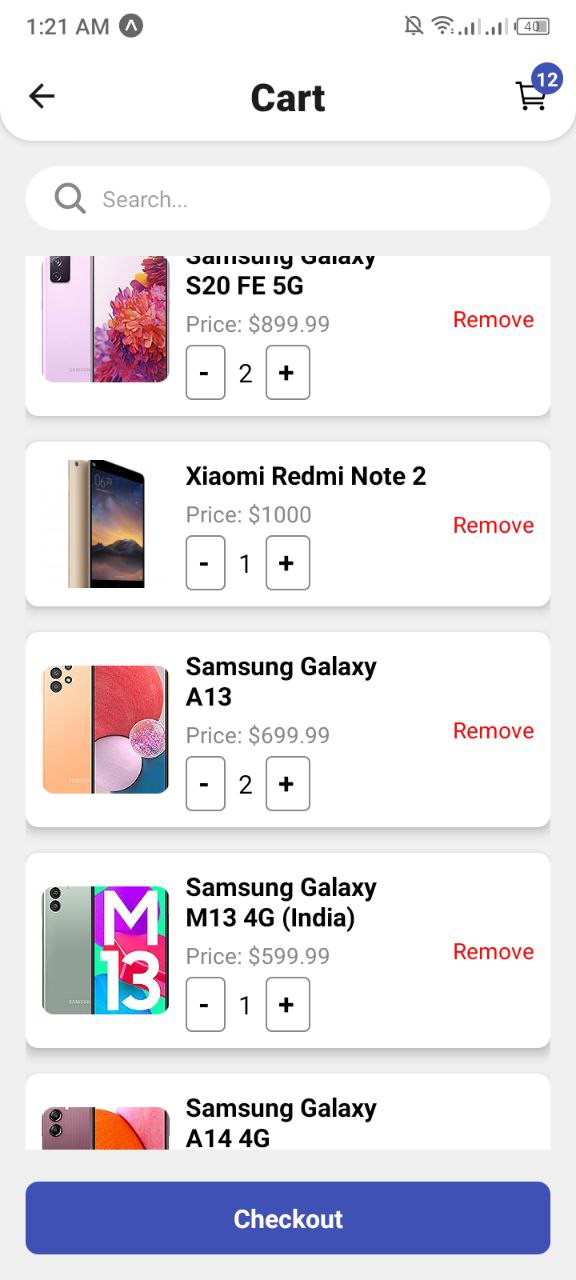 1:21 AM
40
Cart
12
Search...
Samsung Galaxy
S20 FE 5G
Price: $899.99
Remove
- 2 +
Xiaomi Redmi Note 2
Price: $1000
Remove
- 1 +
Samsung Galaxy
A13
Price: $699.99
Remove
- 2 +
Samsung Galaxy
M13 4G (India)
Price: $599.99
Remove
- 1 +
M
13
SAMSUNG
Samsung Galaxy
A14 4G
Checkout